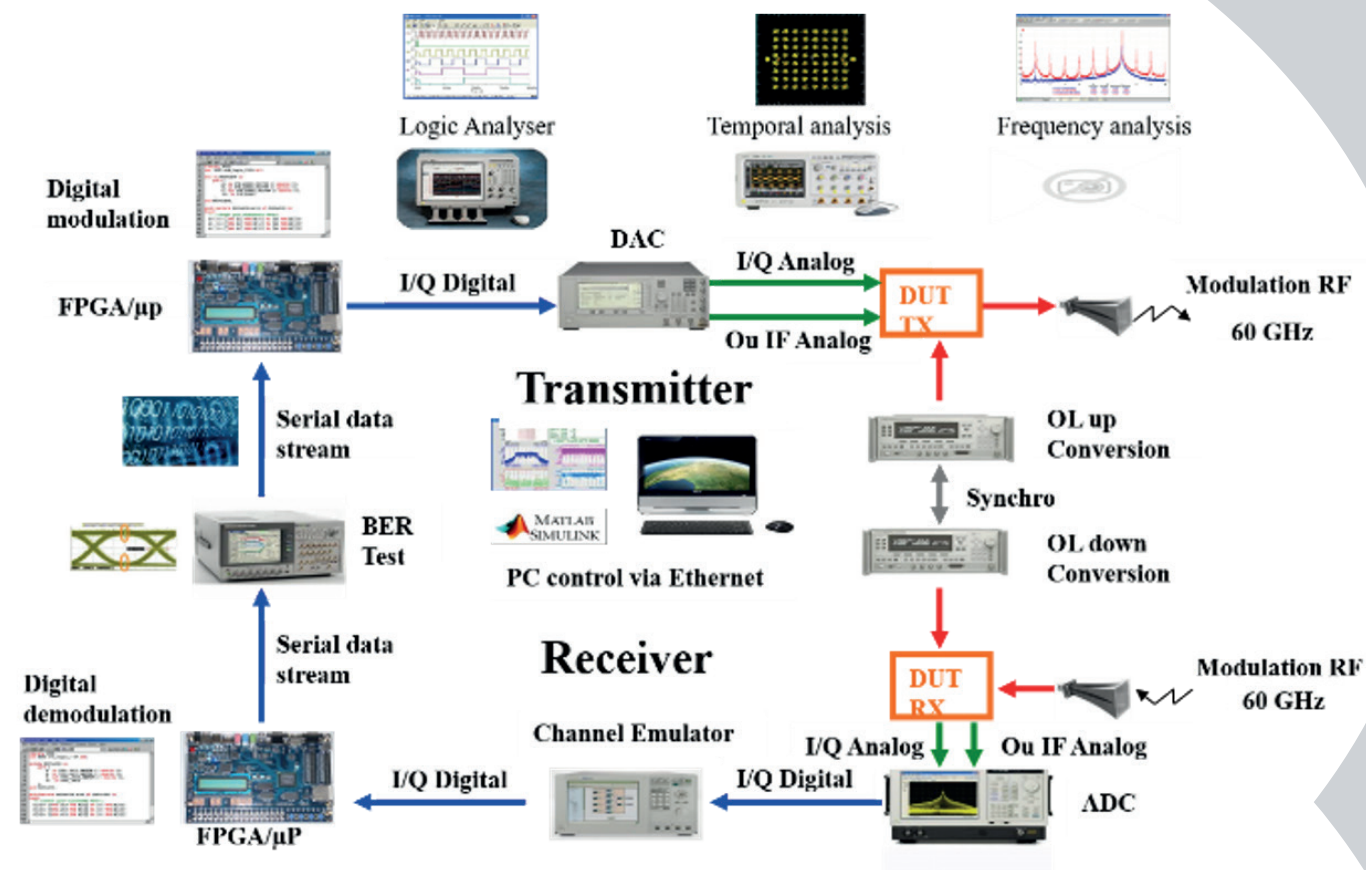 Logic Analyser
Temporal analysis
Frequency analysis
Digital
modulation
DAC
I/Q Analog
I/Q Digital
FPGA/µp
DUT
TX
Modulation RF
60 GHz
Ou IF Analog
Transmitter
Serial data
stream
OL up
Conversion
Synchro
MATLAB
SIMULINK
BER
Test
OL down
Conversion
PC control via Ethernet
Serial data
stream
Receiver
DUT
RX
Modulation RF
60 GHz
Digital
demodulation
Channel Emulator
I/Q Analog
Ou IF Analog
I/Q Digital
I/Q Digital
ADC
FPGA/µP